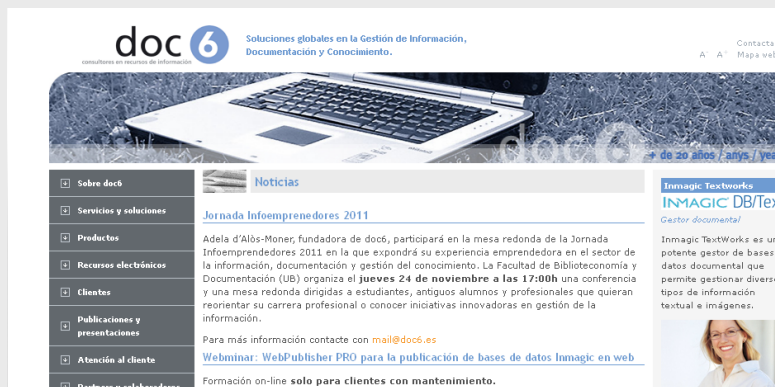 doc 6
consultores en recursos de información
Soluciones globales en la Gestión de Información,
Documentación y Conocimiento.
Contacta
A- A+ Mapa web
doc 6
+ de 20 años / anys /
Sobre doc6
Servicios y soluciones
Productos
Recursos electrónicos
Clientes
Publicaciones y
presentaciones
Atención al cliente
Noticias
Jornada Infoemprenedores 2011
Adela d'Alòs-Moner, fundadora de doc6, participará en la mesa redonda de la Jornada
Infoemprendedores 2011 en la que expondrá su experiencia emprendedora en el sector de
la información, documentación y gestión del conocimiento. La Facultad de Biblioteconomía y
Documentación (UB) organiza el jueves 24 de noviembre a las 17:00h una conferencia
y una mesa redonda dirigidas a estudiantes, antiguos alumnos y profesionales que quieran
reorientar su carrera profesional o conocer iniciativas innovadoras en gestión de la
información.
Para más información contacte con mail@doc6.es
Webminar: WebPublisher PRO para la publicación de bases de datos Inmagic en web
Formación on-line solo para clientes con mantenimiento.
Inmagic Textworks
INMAGIC DB/Tex
Gestor documental
Inmagic TextWorks es un
potente gestor de bases
datos documental que
permite gestionar diversos
tipos de información
textual e imágenes.